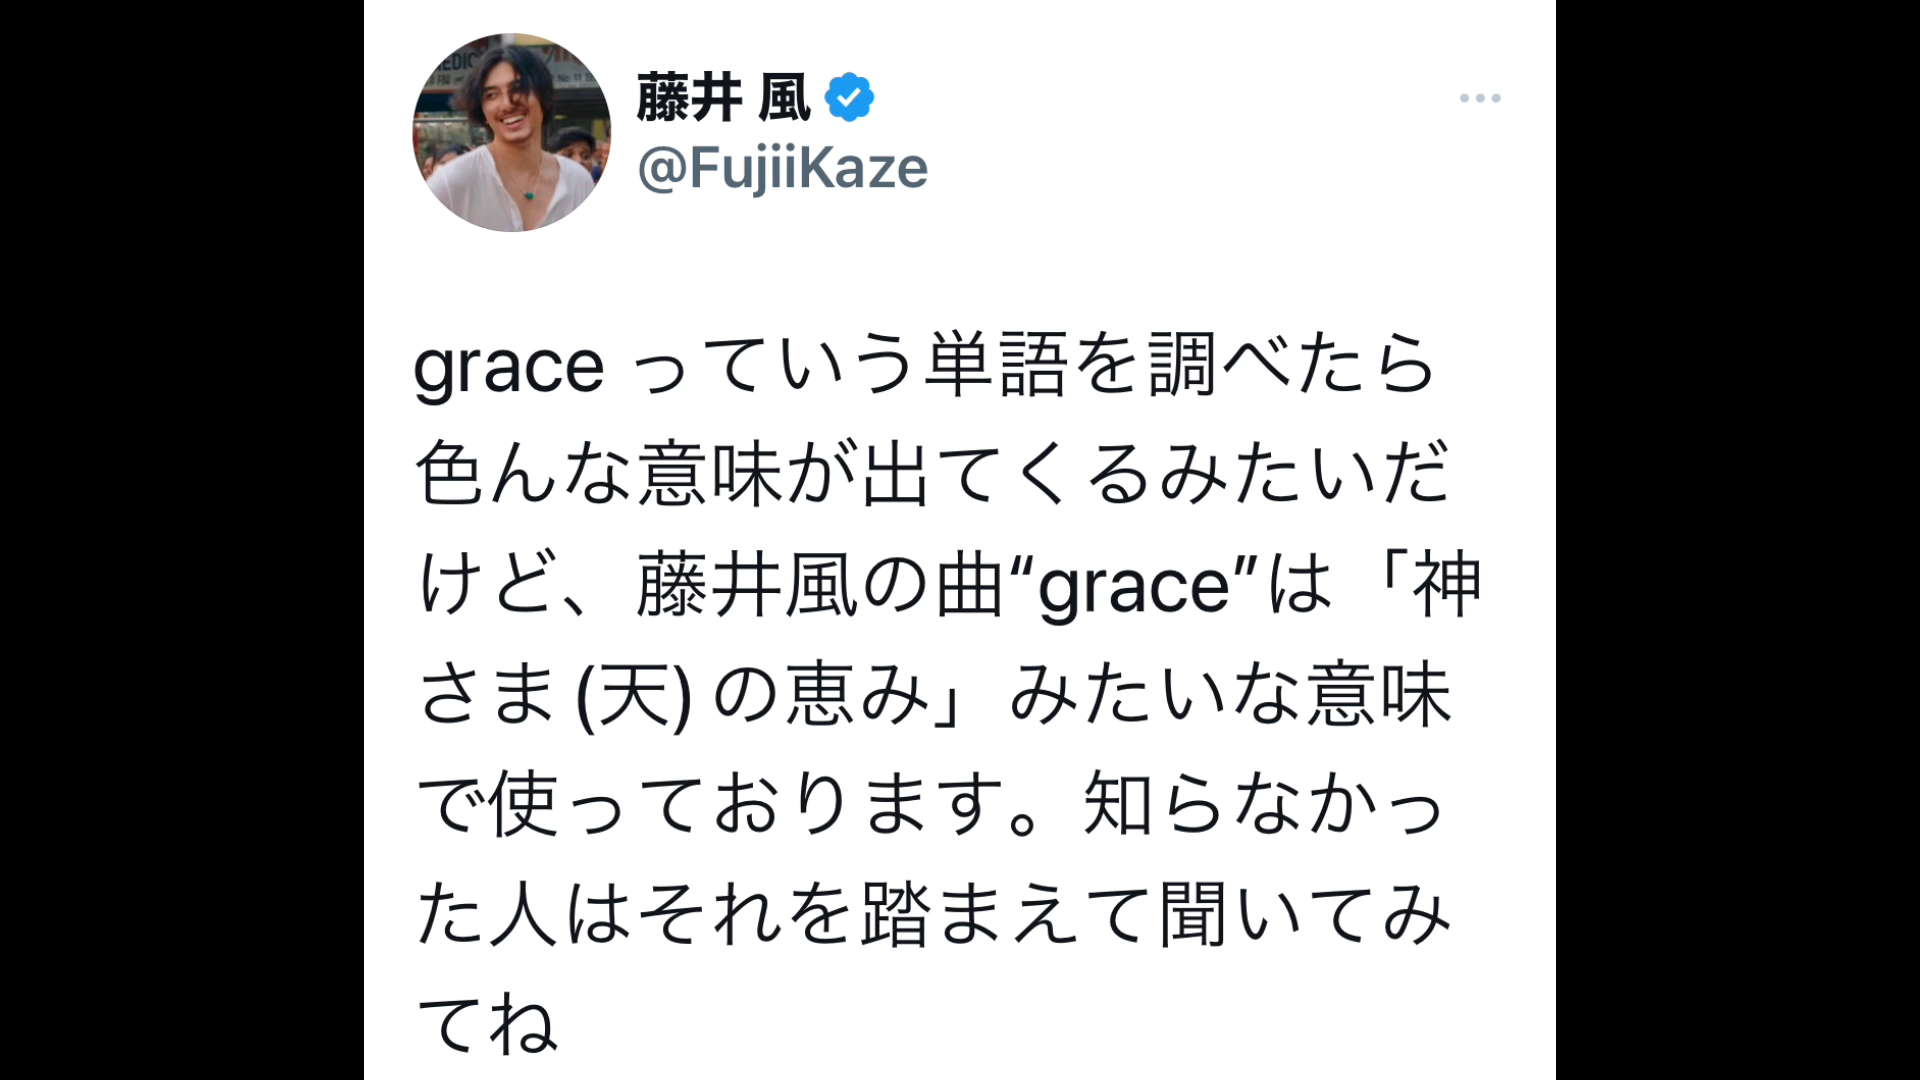 藤井 風
@FujiiKaze
grace っていう単語を調べたら
色んな意味が出てくるみたいだ
けど、藤井風の曲“grace”は「神
さま (天) の恵み」みたいな意味
で使っております。知らなかっ
た人はそれを踏まえて聞いてみ
てね